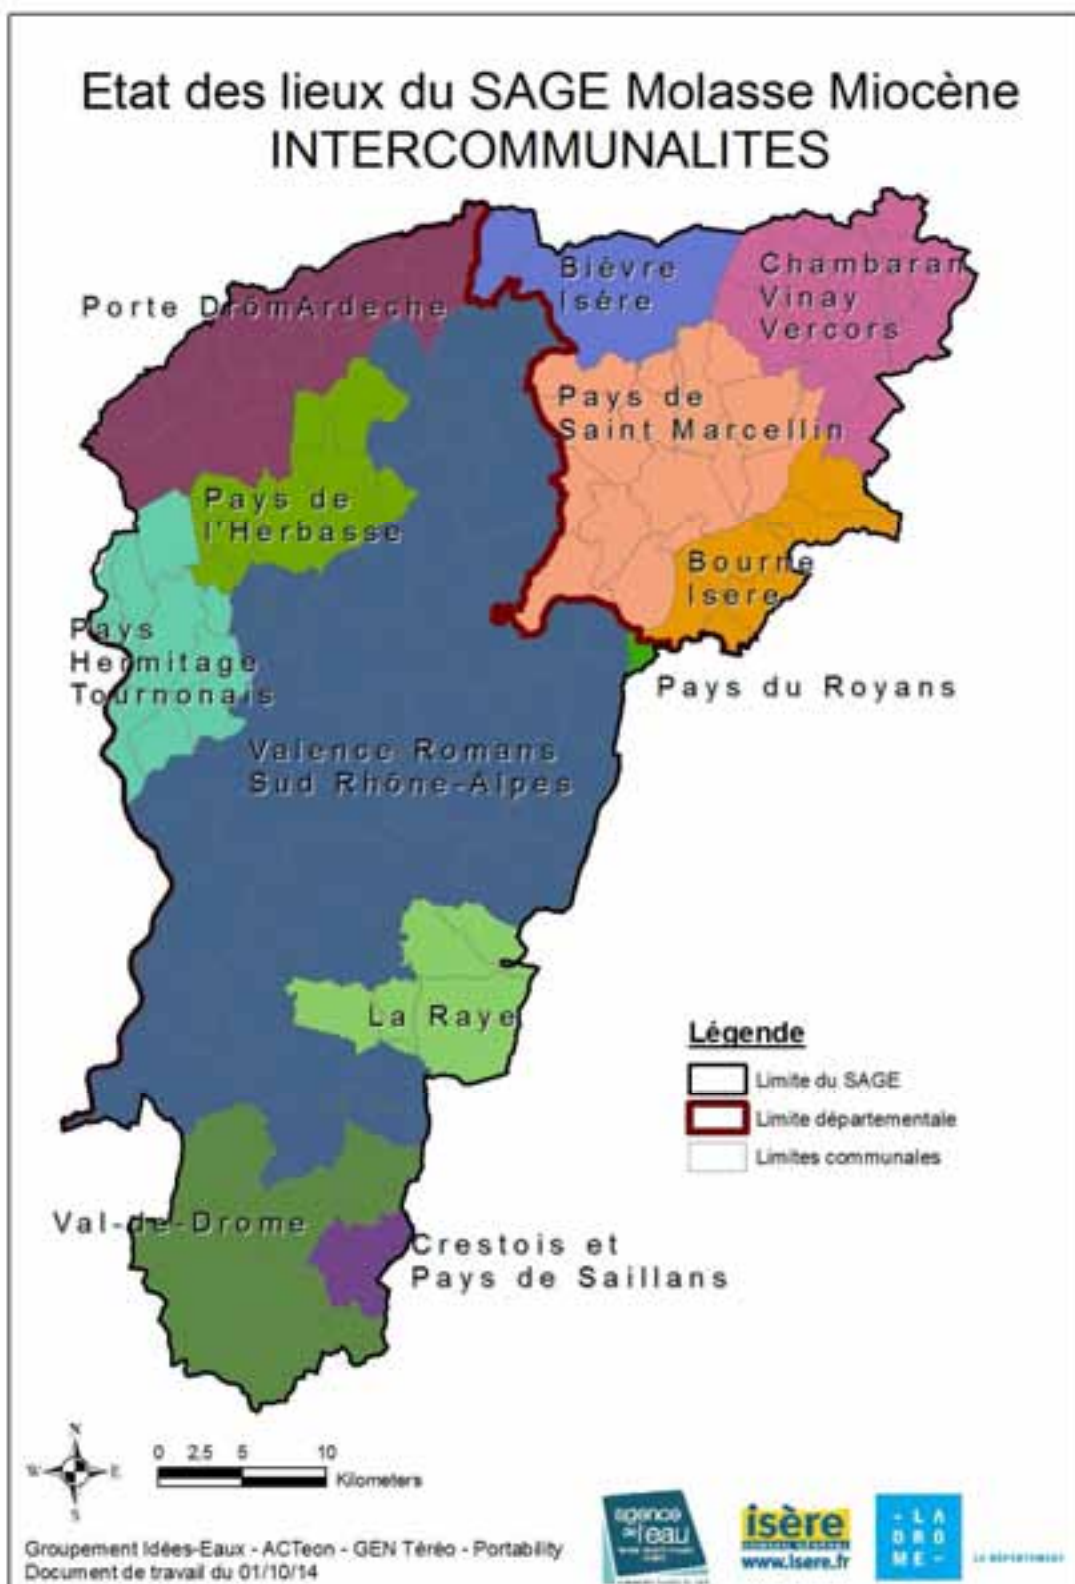 Etat des lieux du SAGE Molasse Miocène
INTERCOMMUNALITES
Bièvre
Isère
Chambaran
Vinay
Vercors
Porte DrômArdeche
Pays de
Saint Marcellin
Pays de
l'Herbasse
Bourne
Isere
Pays
Hermitage
Tournonais
Pays du Royans
Valence Romans
Sud Rhône-Alpes
La Raye
Légende
Limite du SAGE
Limite départementale
Limites communales
Val-de-Drome
Crestois et
Pays de Saillans
N
W E
S
0 2.5 5 10
Kilometers
agence
de l'eau
isère
CONSEIL GENERAL
www.isere.fr
- LA
DRO
ME -
LE DÉPARTEMENT
Groupement Idées-Eaux - ACTeon - GEN Téréo - Portability
Document de travail du 01/10/14